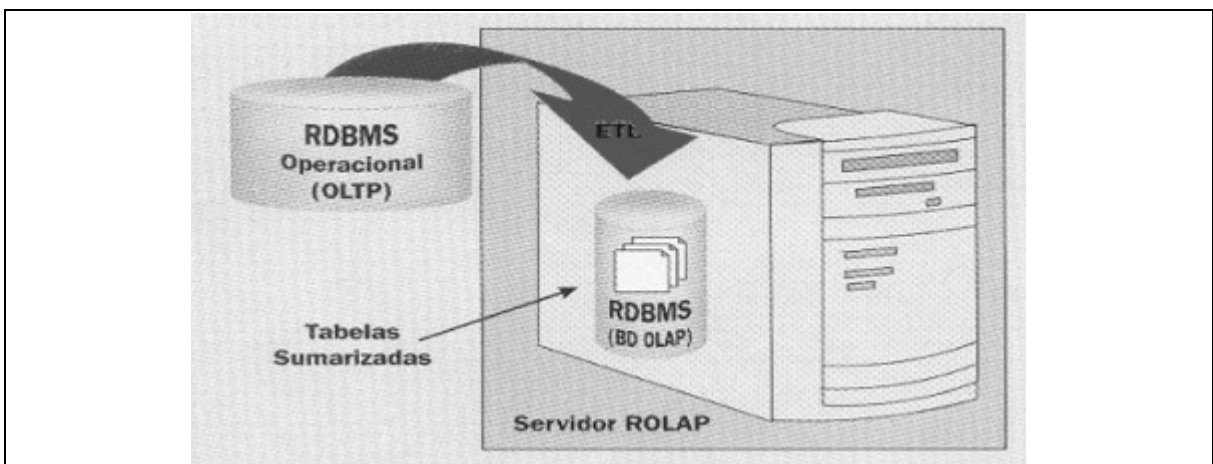 RDBMS
Operacional
(OLTP)
ETL
RDBMS
(BD OLAP)
Tabelas
Sumarizadas
Servidor ROLAP